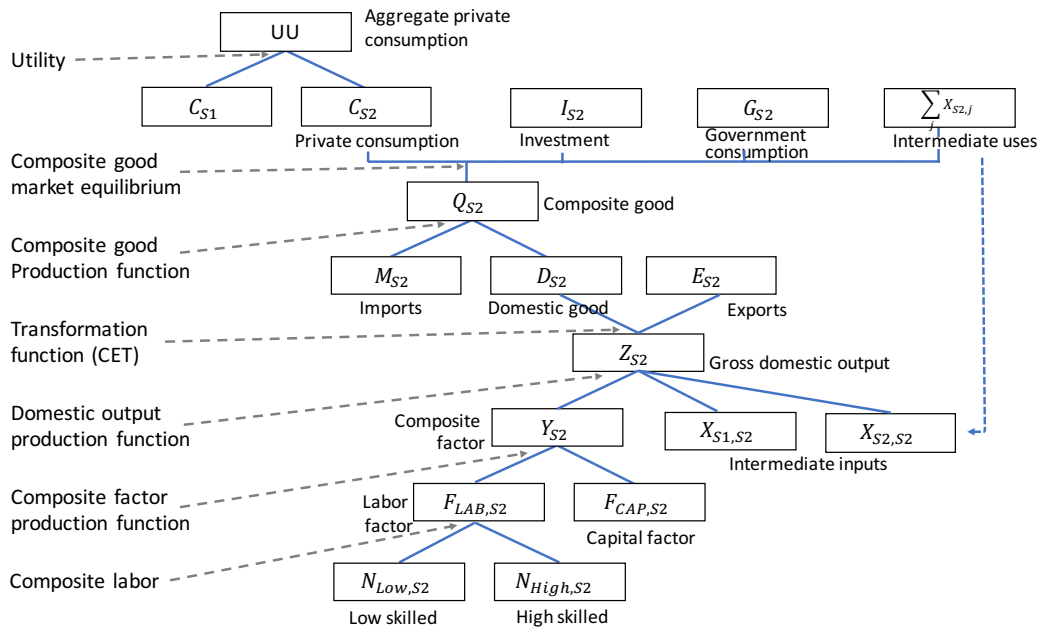 UU
Aggregate private
consumption
Utility
C_{S1}
C_{S2}
I_{S2}
G_{S2}
\sum_j X_{S2,j}
Private consumption
Investment
Government
consumption
Intermediate uses
Composite good
market equilibrium
Q_{S2}
Composite good
Composite good
Production function
M_{S2}
D_{S2}
E_{S2}
Imports
Domestic good
Exports
Transformation
function (CET)
Z_{S2}
Gross domestic output
Domestic output
production function
Composite
factor
Y_{S2}
X_{S1,S2}
X_{S2,S2}
Intermediate inputs
Composite factor
production function
Labor
factor
F_{LAB,S2}
F_{CAP,S2}
Capital factor
Composite labor
N_{Low,S2}
N_{High,S2}
Low skilled
High skilled